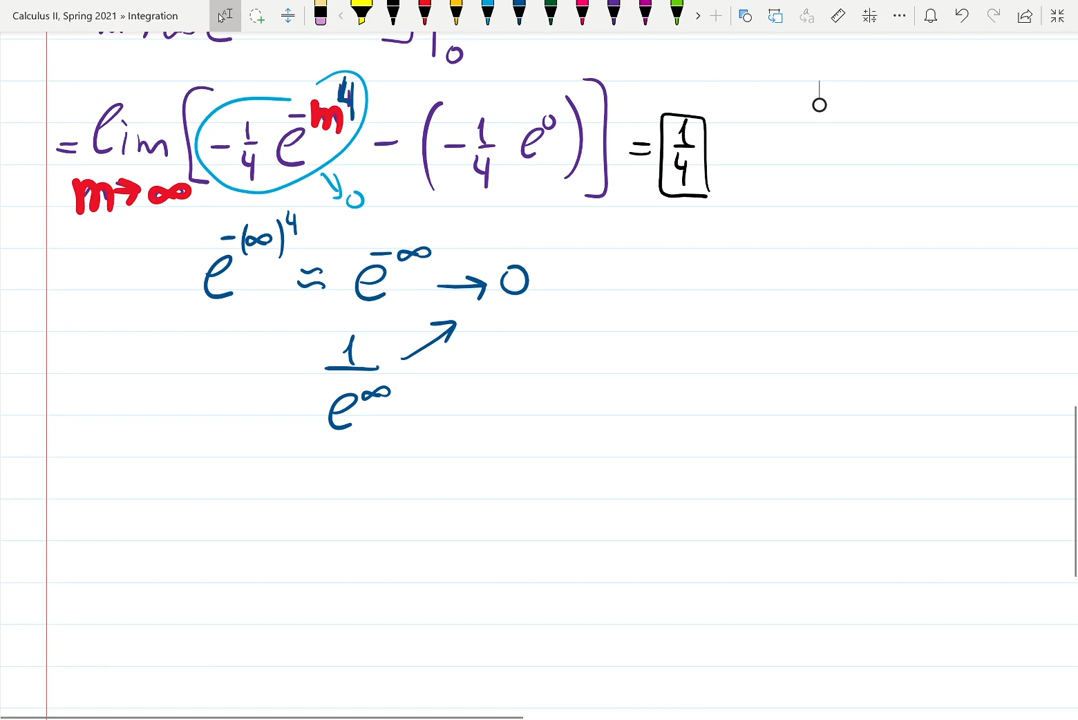 Calculus II, Spring 2021 » Integration
= lim [ -1/4 e^-m^4 - ( -1/4 e^0 ) ] = 1/4
m→∞ ↘0
e^-(∞)^4 ≈ e^-∞ → 0
1/e^∞ ↗